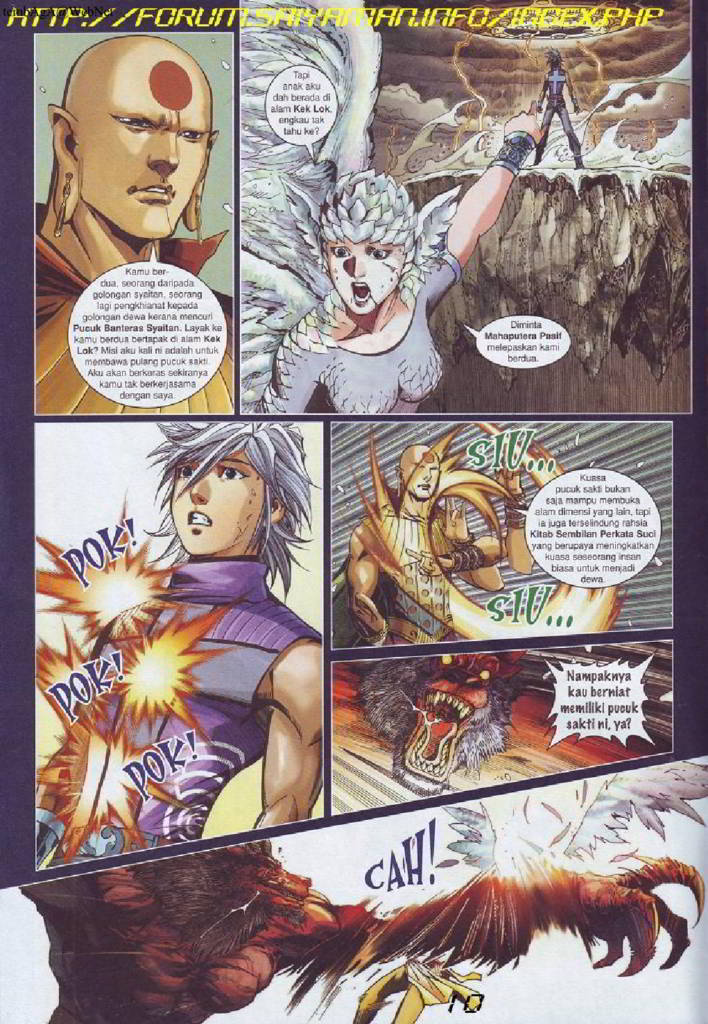 HTTP://FORUM.SAIYAMAN.INFO/INDEX.PHP
Kamu ber-
dua, seorang daripada
golongan syaitan, seorang
lagi pengkhianat kepada
golongan dewa kerana mencuri
Pucuk Banteras Syaitan. Layak ke
kamu berdua bertapak di alam Kek
Lok? Misi aku kali ni adalah untuk
membawa pulang pucuk sakti.
Aku akan berkeras sekiranya
kamu tak berkerjasama
dengan saya.
Tapi
anak aku
dah berada di
alam Kek Lok,
engkau tak
tahu ke?
Diminta
Mahaputera Pasif
melepaskan kami
berdua.
POK!
POK!
POK!
SIU...
Kuasa
pucuk sakti bukan
saja mampu membuka
alam dimensi yang lain, tapi
ia juga terselindung rahsia
Kitab Sembilan Perkata Suci
yang berupaya meningkatkan
kuasa seseorang insan
biasa untuk menjadi
dewa.
SIU...
Nampaknya
kau berniat
memiliki pucuk
sakti ni, ya?
CAH!
10